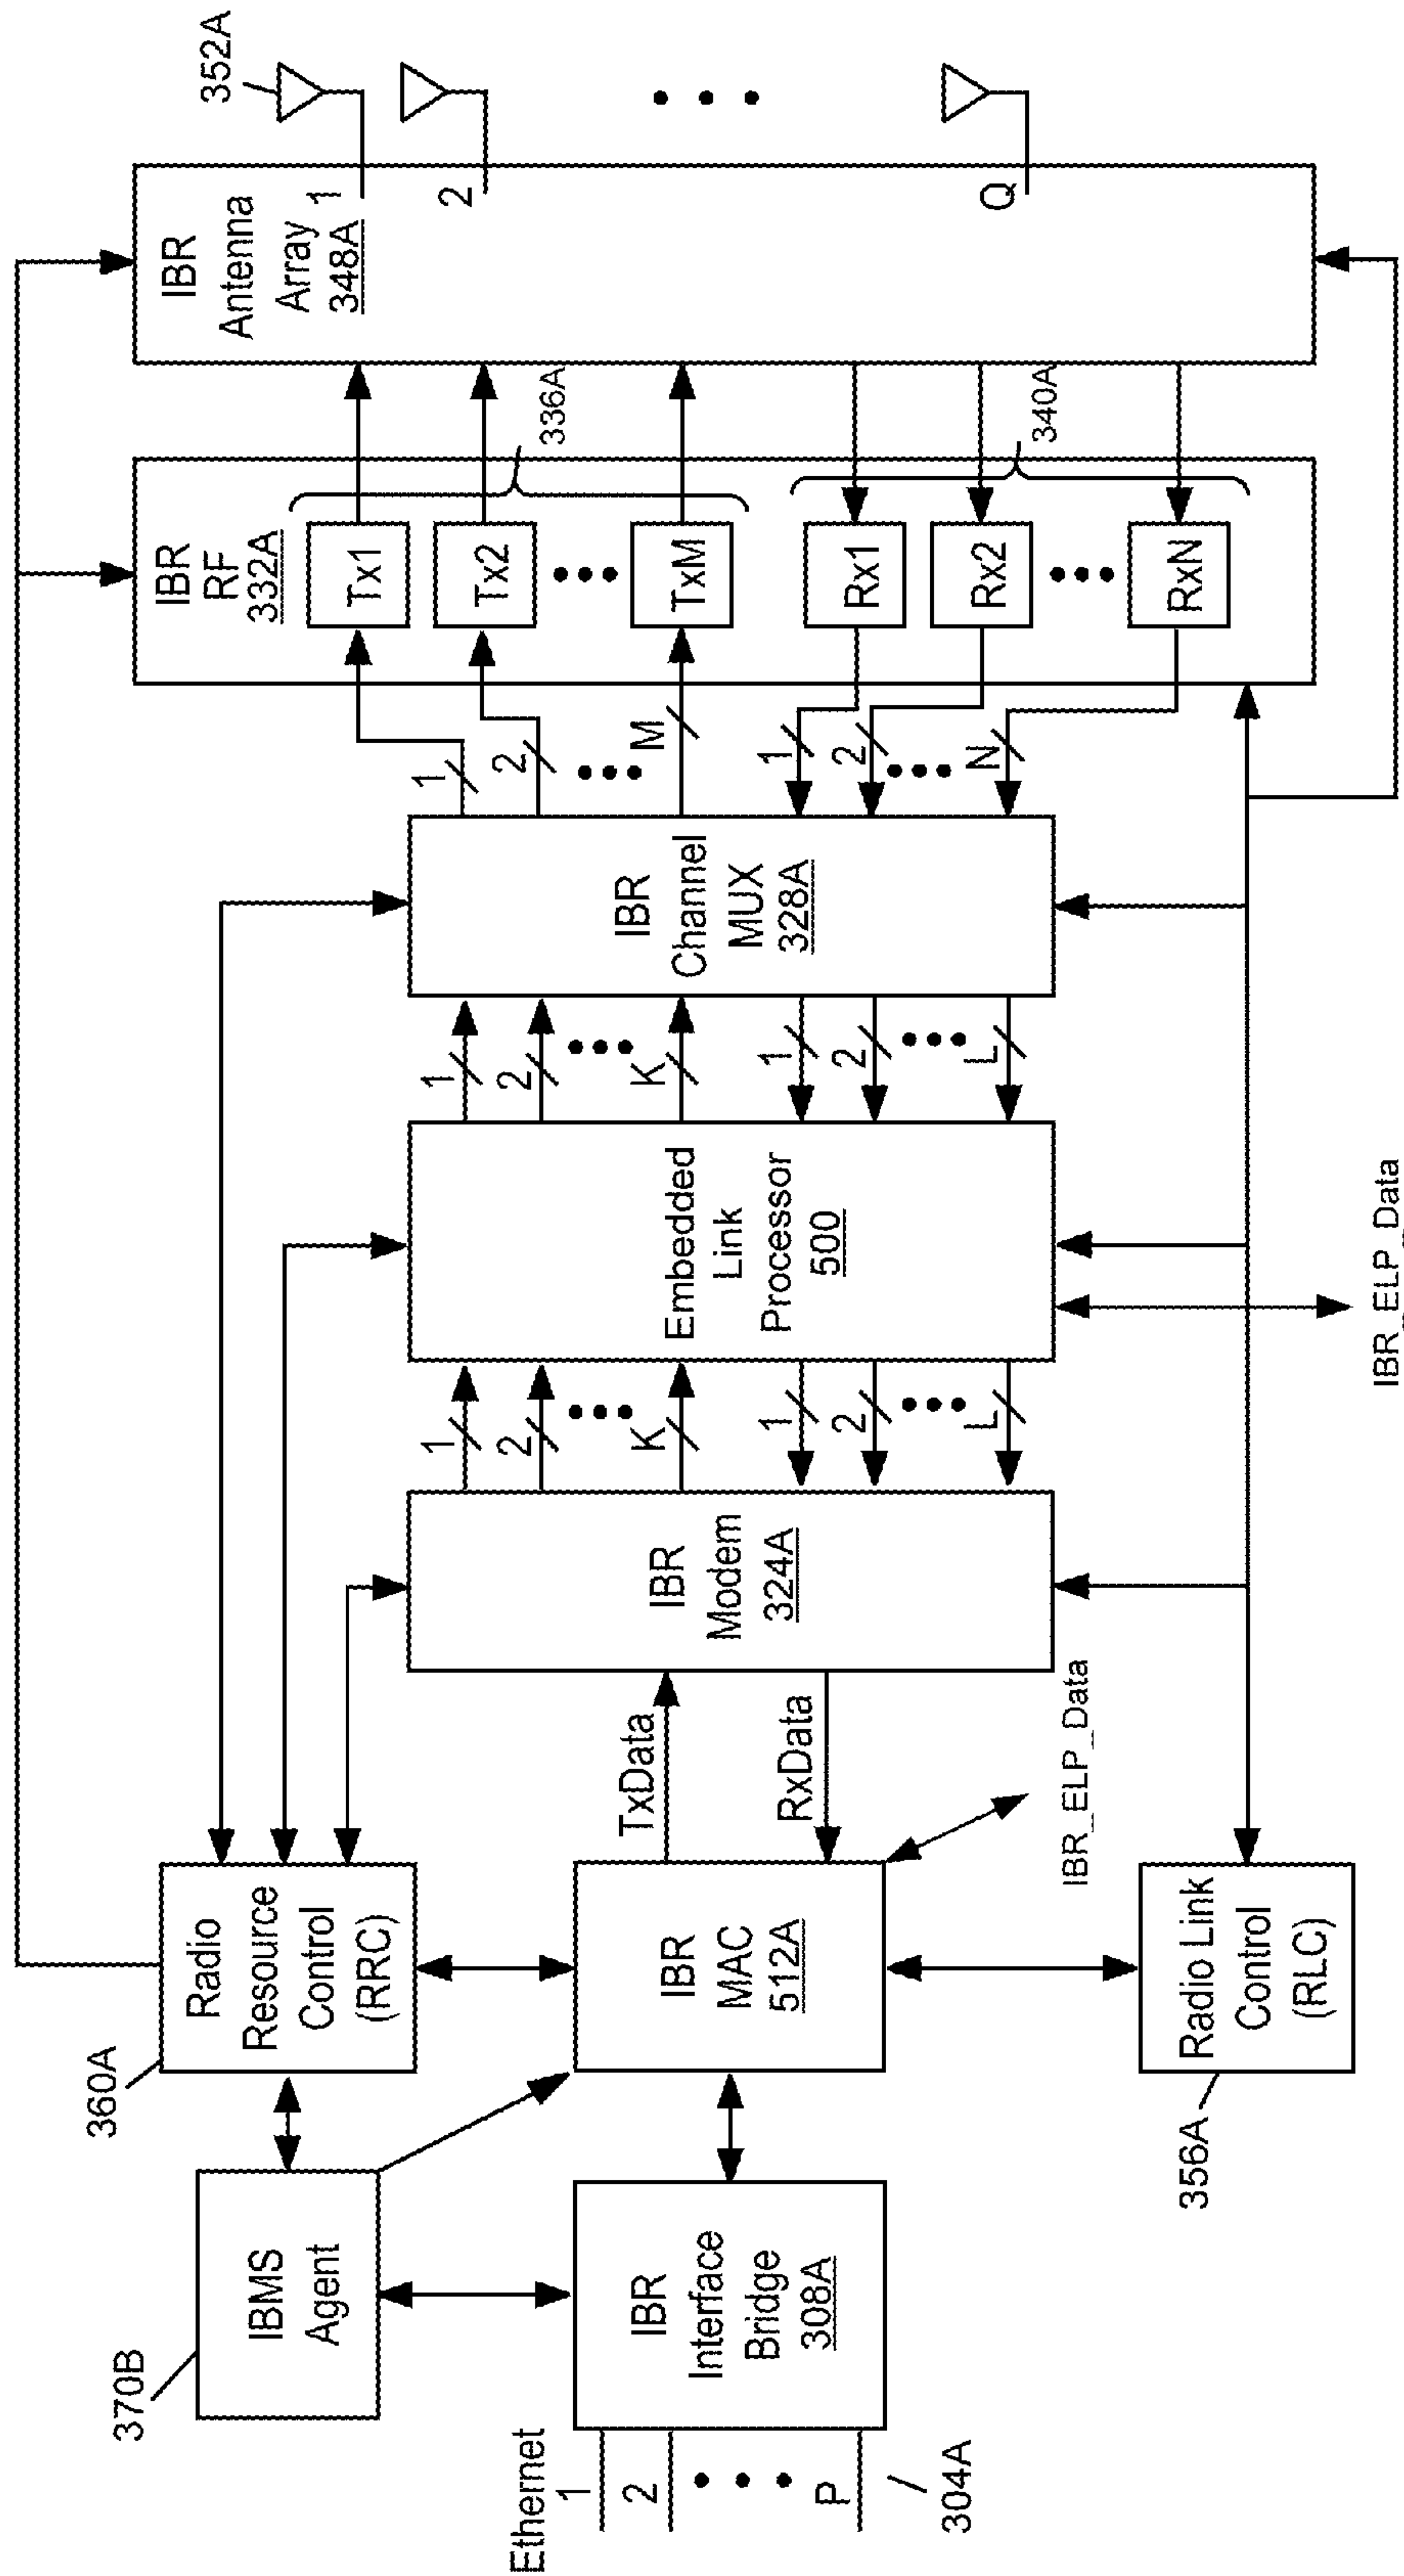 Ethernet
1
2
P
304A
370B
IBMS
Agent
IBR
Interface
Bridge
308A
360A
Radio
Resource
Control
(RRC)
IBR
MAC
512A
356A
Radio Link
Control
(RLC)
TxData
RxData
IBR_ELP_Data
IBR
Modem
324A
1
2
K
1
2
L
Embedded
Link
Processor
500
IBR_ELP_Data
1
2
K
1
2
L
IBR
Channel
MUX
328A
1
2
M
1
2
N
IBR
RF
332A
Tx1
Tx2
TxM
Rx1
Rx2
RxN
336A
340A
IBR
Antenna
Array
348A
1
2
Q
352A